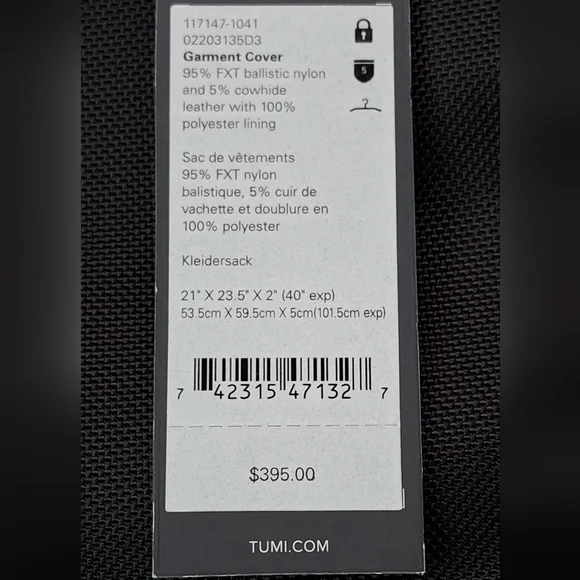 117147-1041
02203135D3
Garment Cover
95% FXT ballistic nylon
and 5% cowhide
leather with 100%
polyester lining
5
Sac de vêtements
95% FXT nylon
balistique, 5% cuir de
vachette et doublure en
100% polyester
Kleidersack
21" X 23.5" X 2" (40" exp)
53.5cm X 59.5cm X 5cm(101.5cm exp)
7 42315 47132 7
$395.00
TUMI.COM